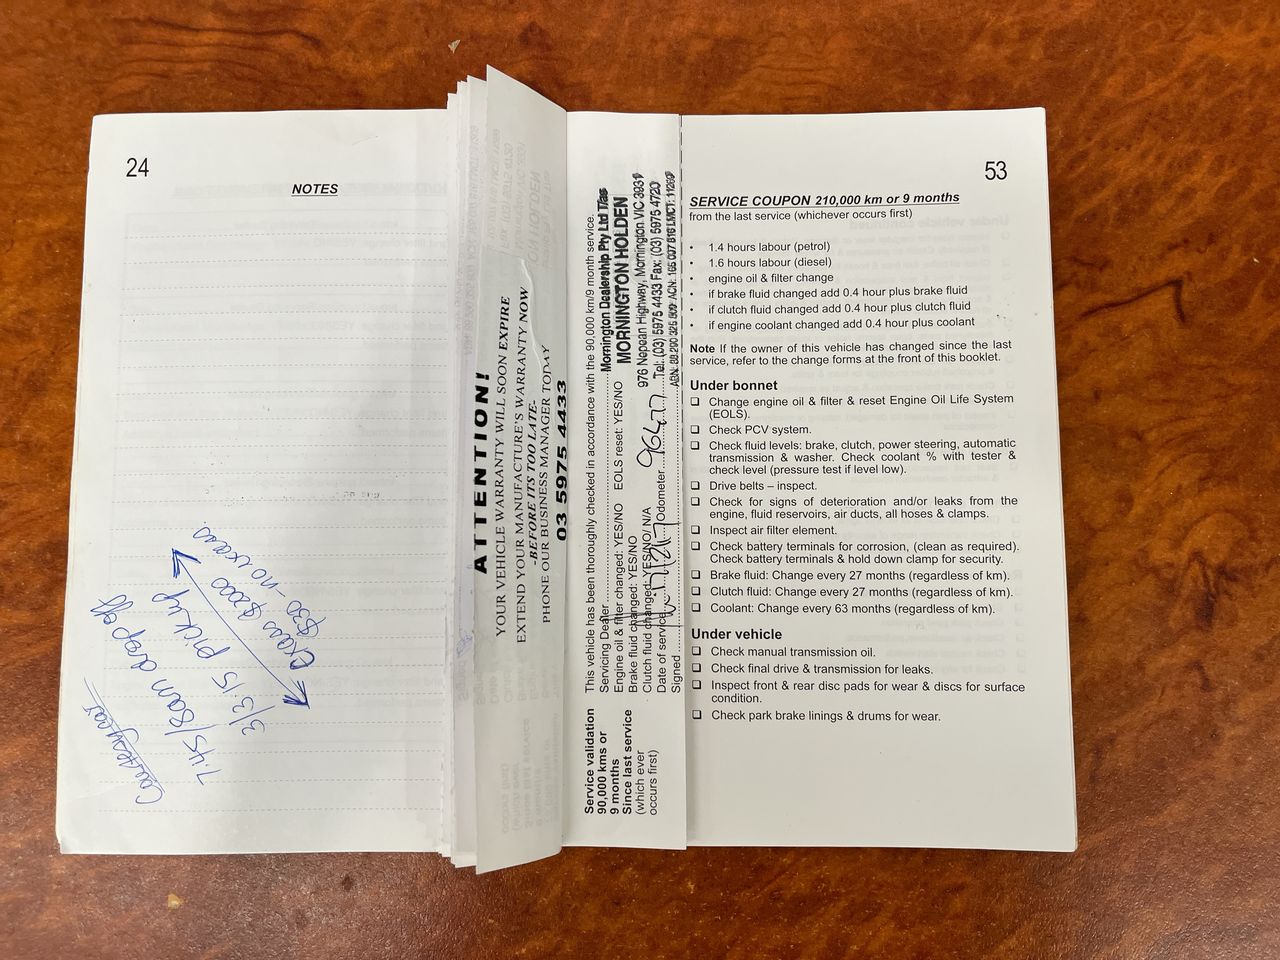 24
NOTES
Courtesy car
7.45/8am drop off
3/3/15 pick up
excess $2000
$30 - no excess.
ATTENTION!
YOUR VEHICLE WARRANTY WILL SOON EXPIRE
EXTEND YOUR MANUFACTURE'S WARRANTY NOW
-BEFORE ITS TOO LATE-
PHONE OUR BUSINESS MANAGER TODAY
03 5975 4433
Service validation
90,000 kms or
9 months
Since last service
(which ever
occurs first)
This vehicle has been thoroughly checked in accordance with the 90,000 km/9 month service.
Servicing Dealer
Engine oil & filter changed: YES/NO EOLS reset: YES/NO
Brake fluid changed: YES/NO
Clutch fluid changed: YES/NO/N/A
Date of service Odometer 96477
Signed
Mornington Dealership Pty Ltd T/as
MORNINGTON HOLDEN
976 Nepean Highway, Mornington VIC 3931
Tel: (03) 5975 4433 Fax: (03) 5975 4720
53
SERVICE COUPON 210,000 km or 9 months
from the last service (whichever occurs first)
• 1.4 hours labour (petrol)
• 1.6 hours labour (diesel)
• engine oil & filter change
• if brake fluid changed add 0.4 hour plus brake fluid
• if clutch fluid changed add 0.4 hour plus clutch fluid
• if engine coolant changed add 0.4 hour plus coolant
Note If the owner of this vehicle has changed since the last
service, refer to the change forms at the front of this booklet.
Under bonnet
❑ Change engine oil & filter & reset Engine Oil Life System
(EOLS).
❑ Check PCV system.
❑ Check fluid levels: brake, clutch, power steering, automatic
transmission & washer. Check coolant % with tester &
check level (pressure test if level low).
❑ Drive belts – inspect.
❑ Check for signs of deterioration and/or leaks from the
engine, fluid reservoirs, air ducts, all hoses & clamps.
❑ Inspect air filter element.
❑ Check battery terminals for corrosion, (clean as required).
Check battery terminals & hold down clamp for security.
❑ Brake fluid: Change every 27 months (regardless of km).
❑ Clutch fluid: Change every 27 months (regardless of km).
❑ Coolant: Change every 63 months (regardless of km).
Under vehicle
❑ Check manual transmission oil.
❑ Check final drive & transmission for leaks.
❑ Inspect front & rear disc pads for wear & discs for surface
condition.
❑ Check park brake linings & drums for wear.